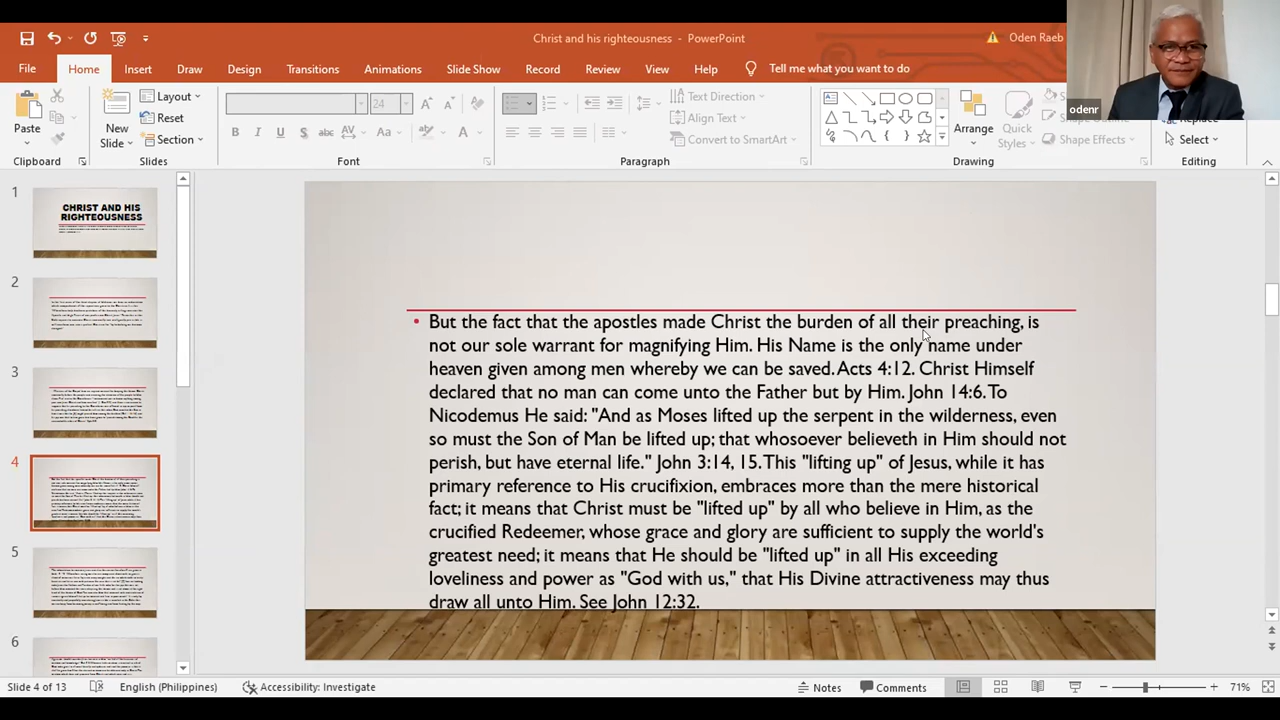 Christ and his righteousness - PowerPoint
Oden Raeb
File Home Insert Draw Design Transitions Animations Slide Show Record Review View Help Tell me what you want to do
odenr
Paste
New
Slide
Layout
Reset
Section
24
B I U S abc AV Aa A
Text Direction
Align Text
Convert to SmartArt
Arrange
Quick
Styles
Shape Effects
Select
Clipboard Slides Font Paragraph Drawing Editing
1
CHRIST AND HIS
RIGHTEOUSNESS
2
3
4
5
6
• But the fact that the apostles made Christ the burden of all their preaching, is
not our sole warrant for magnifying Him. His Name is the only name under
heaven given among men whereby we can be saved. Acts 4:12. Christ Himself
declared that no man can come unto the Father but by Him. John 14:6. To
Nicodemus He said: "And as Moses lifted up the serpent in the wilderness, even
so must the Son of Man be lifted up; that whosoever believeth in Him should not
perish, but have eternal life." John 3:14, 15. This "lifting up" of Jesus, while it has
primary reference to His crucifixion, embraces more than the mere historical
fact; it means that Christ must be "lifted up" by all who believe in Him, as the
crucified Redeemer, whose grace and glory are sufficient to supply the world's
greatest need: it means that He should be "lifted up" in all His exceeding
loveliness and power as "God with us," that His Divine attractiveness may thus
draw all unto Him. See John 12:32.
Slide 4 of 13 English (Philippines) Accessibility: Investigate Notes Comments 71%